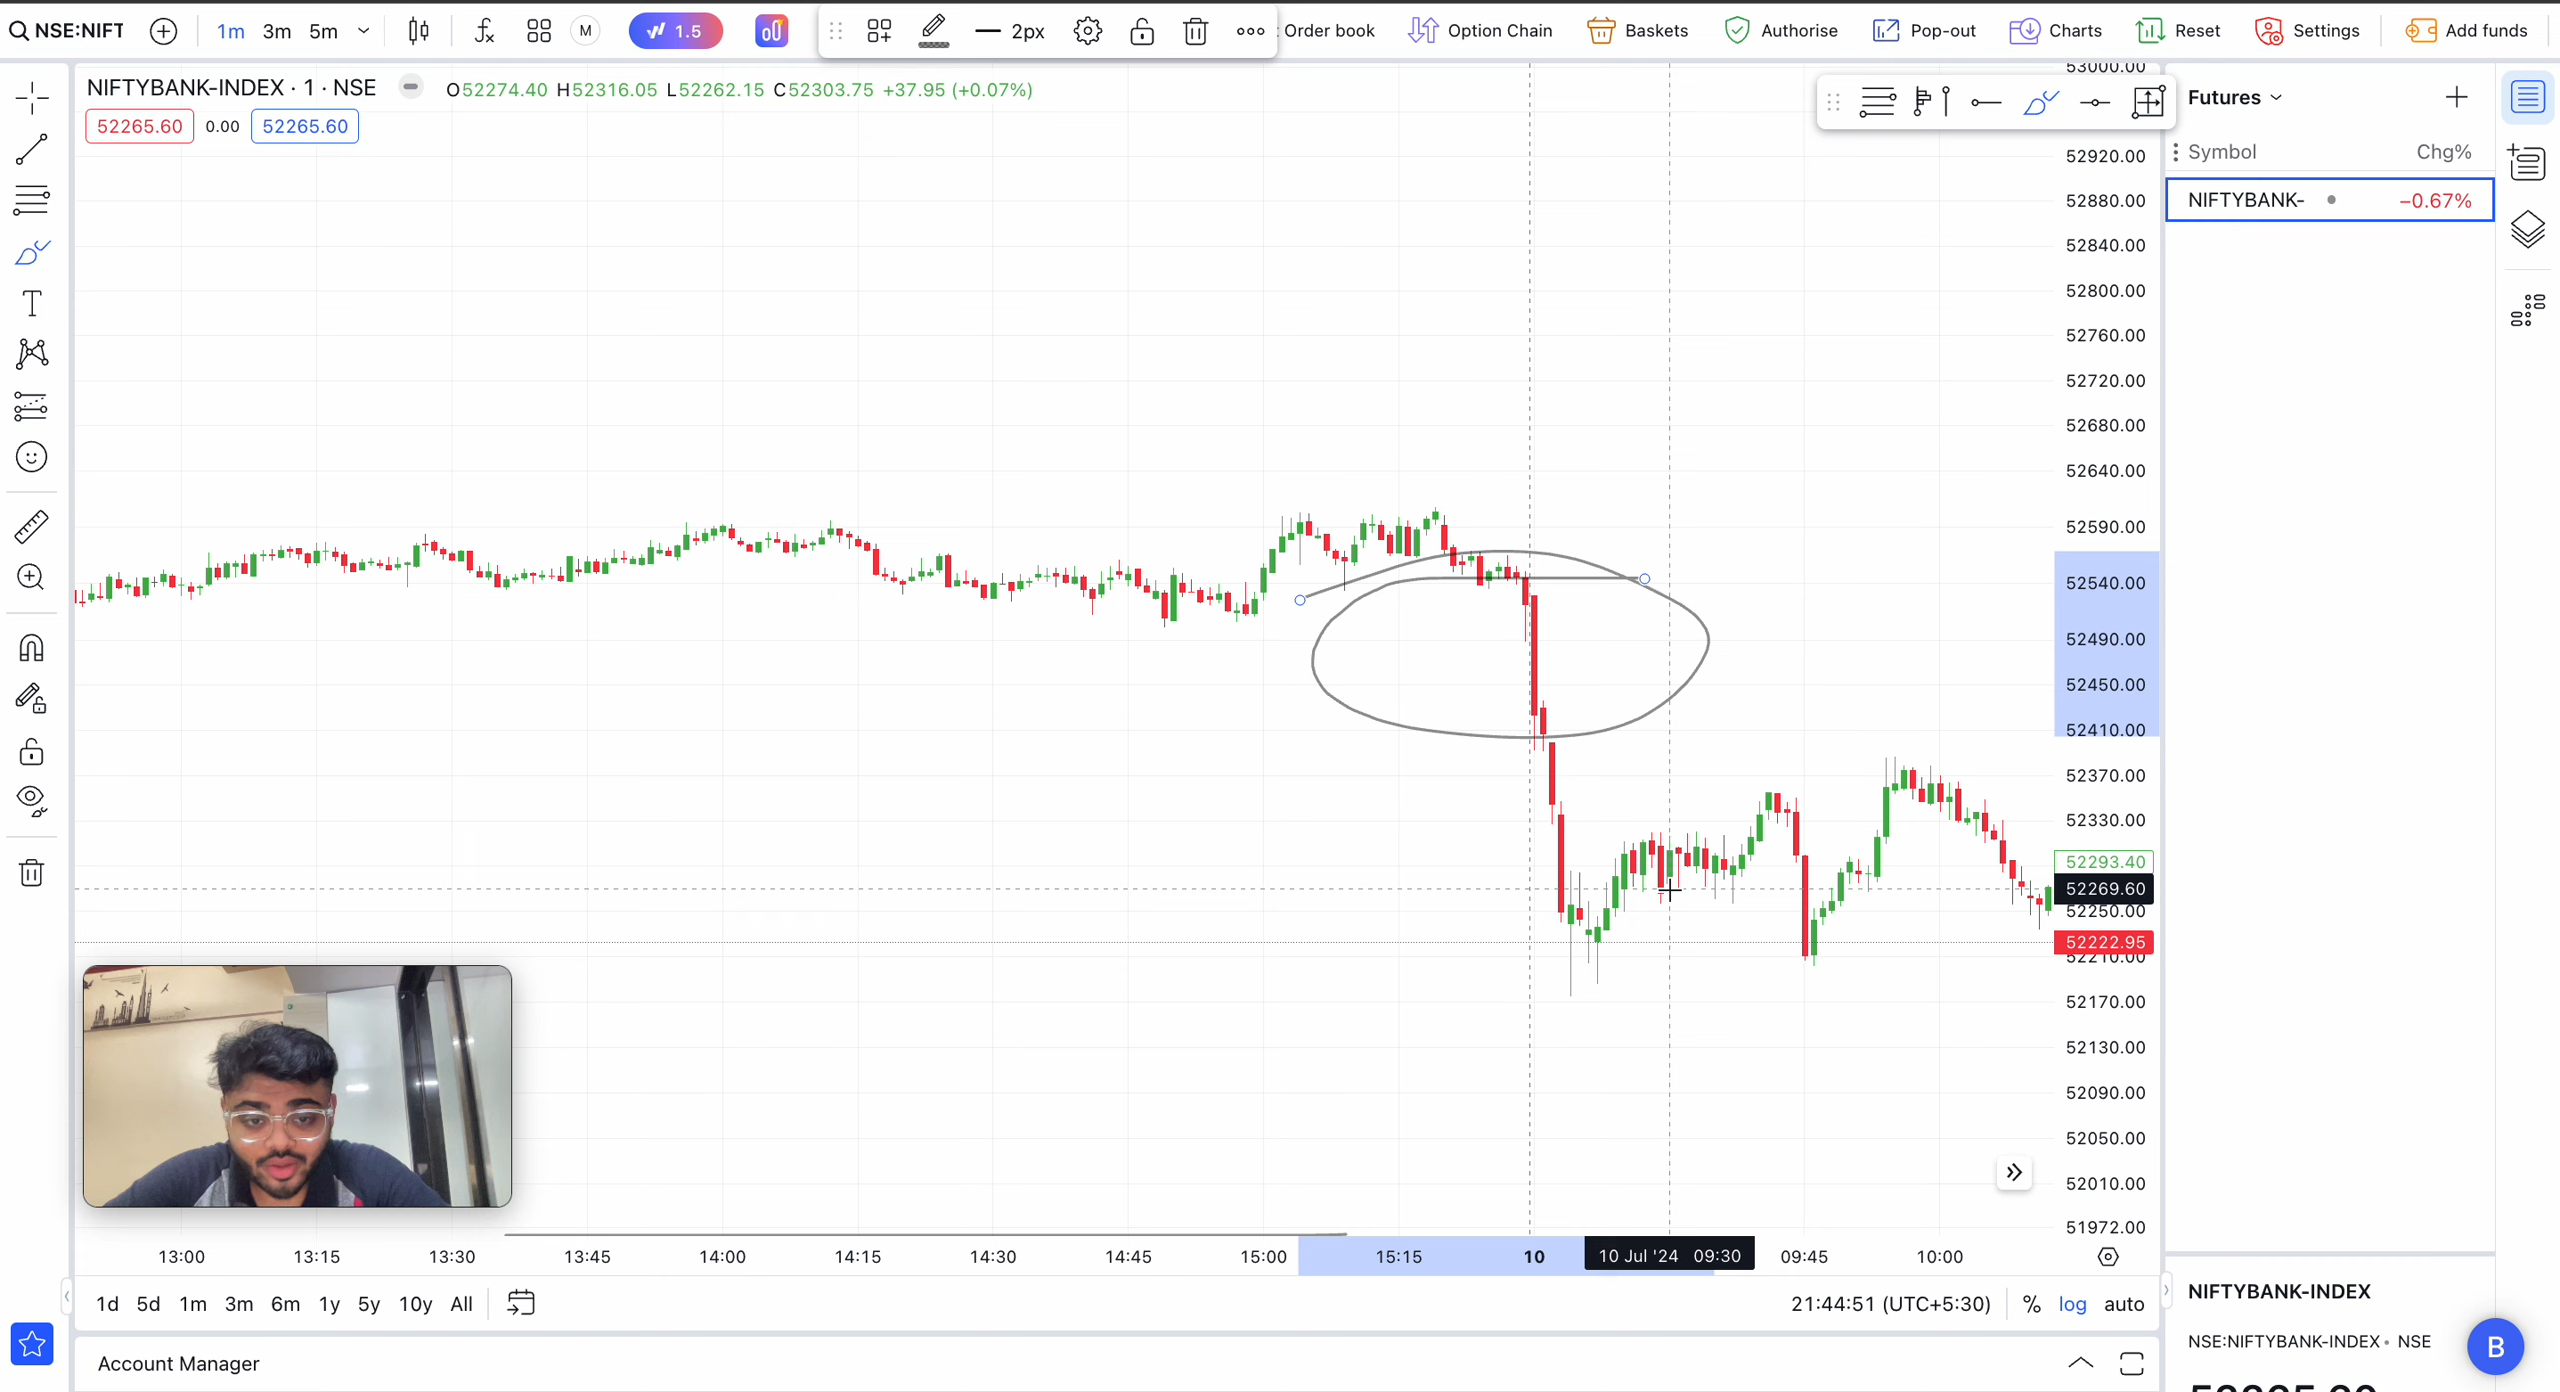 NSE:NIFT
1m 3m 5m
M
1.5
2px
Order book
Option Chain
Baskets
Authorise
Pop-out
Charts
Reset
Settings
Add funds
NIFTYBANK-INDEX · 1 · NSE
O52274.40 H52316.05 L52262.15 C52303.75 +37.95 (+0.07%)
52265.60 0.00 52265.60
53000.00
52920.00
52880.00
52840.00
52800.00
52760.00
52720.00
52680.00
52640.00
52590.00
52540.00
52490.00
52450.00
52410.00
52370.00
52330.00
52293.40
52269.60
52250.00
52222.95
52210.00
52170.00
52130.00
52090.00
52050.00
52010.00
51972.00
Futures
Symbol Chg%
NIFTYBANK- −0.67%
13:00 13:15 13:30 13:45 14:00 14:15 14:30 14:45 15:00 15:15 10 10 Jul '24 09:30 09:45 10:00
1d 5d 1m 3m 6m 1y 5y 10y All
21:44:51 (UTC+5:30) % log auto
Account Manager
NIFTYBANK-INDEX
NSE:NIFTYBANK-INDEX • NSE
B